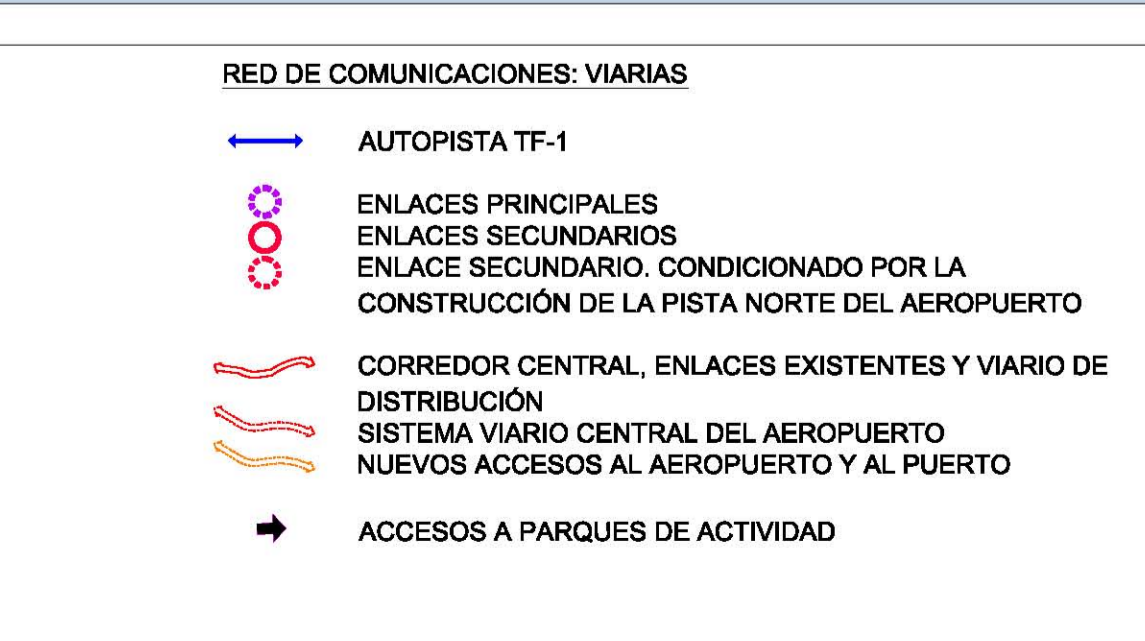 RED DE COMUNICACIONES: VIARIAS
AUTOPISTA TF-1
ENLACES PRINCIPALES
ENLACES SECUNDARIOS
ENLACE SECUNDARIO. CONDICIONADO POR LA
CONSTRUCCIÓN DE LA PISTA NORTE DEL AEROPUERTO
CORREDOR CENTRAL, ENLACES EXISTENTES Y VIARIO DE
DISTRIBUCIÓN
SISTEMA VIARIO CENTRAL DEL AEROPUERTO
NUEVOS ACCESOS AL AEROPUERTO Y AL PUERTO
ACCESOS A PARQUES DE ACTIVIDAD